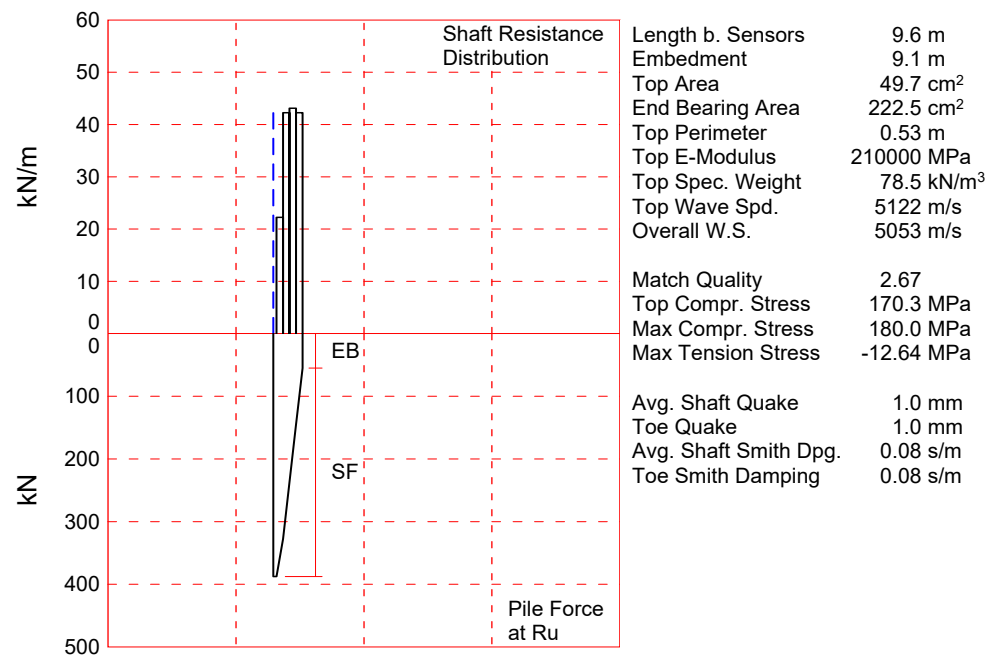 60
50
40
30
20
10
0
kN/m
Shaft Resistance
Distribution
0
100
200
300
400
500
kN
EB
SF
Pile Force
at Ru
Length b. Sensors 9.6 m
Embedment 9.1 m
Top Area 49.7 cm²
End Bearing Area 222.5 cm²
Top Perimeter 0.53 m
Top E-Modulus 210000 MPa
Top Spec. Weight 78.5 kN/m³
Top Wave Spd. 5122 m/s
Overall W.S. 5053 m/s
Match Quality 2.67
Top Compr. Stress 170.3 MPa
Max Compr. Stress 180.0 MPa
Max Tension Stress -12.64 MPa
Avg. Shaft Quake 1.0 mm
Toe Quake 1.0 mm
Avg. Shaft Smith Dpg. 0.08 s/m
Toe Smith Damping 0.08 s/m